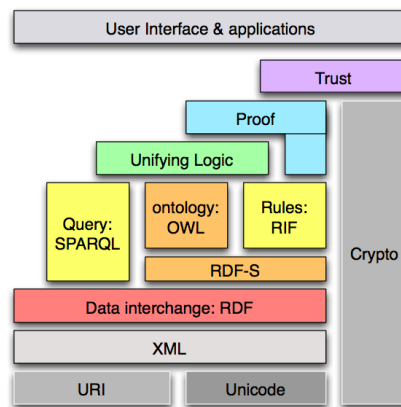 User Interface & applications
Trust
Proof
Unifying Logic
Query:
SPARQL
ontology:
OWL
Rules:
RIF
Crypto
RDF-S
Data interchange: RDF
XML
URI
Unicode